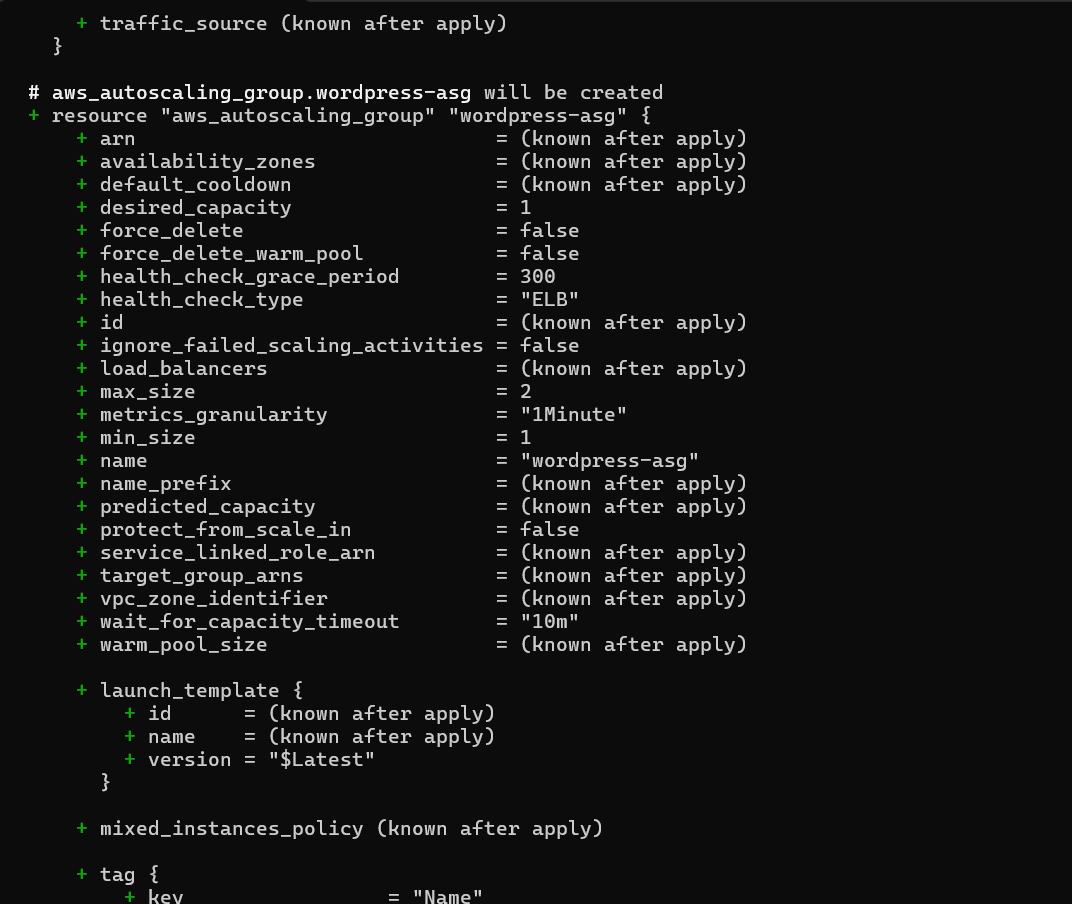 + traffic_source (known after apply)
}
# aws_autoscaling_group.wordpress-asg will be created
+ resource "aws_autoscaling_group" "wordpress-asg" {
+ arn = (known after apply)
+ availability_zones = (known after apply)
+ default_cooldown = (known after apply)
+ desired_capacity = 1
+ force_delete = false
+ force_delete_warm_pool = false
+ health_check_grace_period = 300
+ health_check_type = "ELB"
+ id = (known after apply)
+ ignore_failed_scaling_activities = false
+ load_balancers = (known after apply)
+ max_size = 2
+ metrics_granularity = "1Minute"
+ min_size = 1
+ name = "wordpress-asg"
+ name_prefix = (known after apply)
+ predicted_capacity = (known after apply)
+ protect_from_scale_in = false
+ service_linked_role_arn = (known after apply)
+ target_group_arns = (known after apply)
+ vpc_zone_identifier = (known after apply)
+ wait_for_capacity_timeout = "10m"
+ warm_pool_size = (known after apply)
+ launch_template {
+ id = (known after apply)
+ name = (known after apply)
+ version = "$Latest"
}
+ mixed_instances_policy (known after apply)
+ tag {
+ key = "Name"